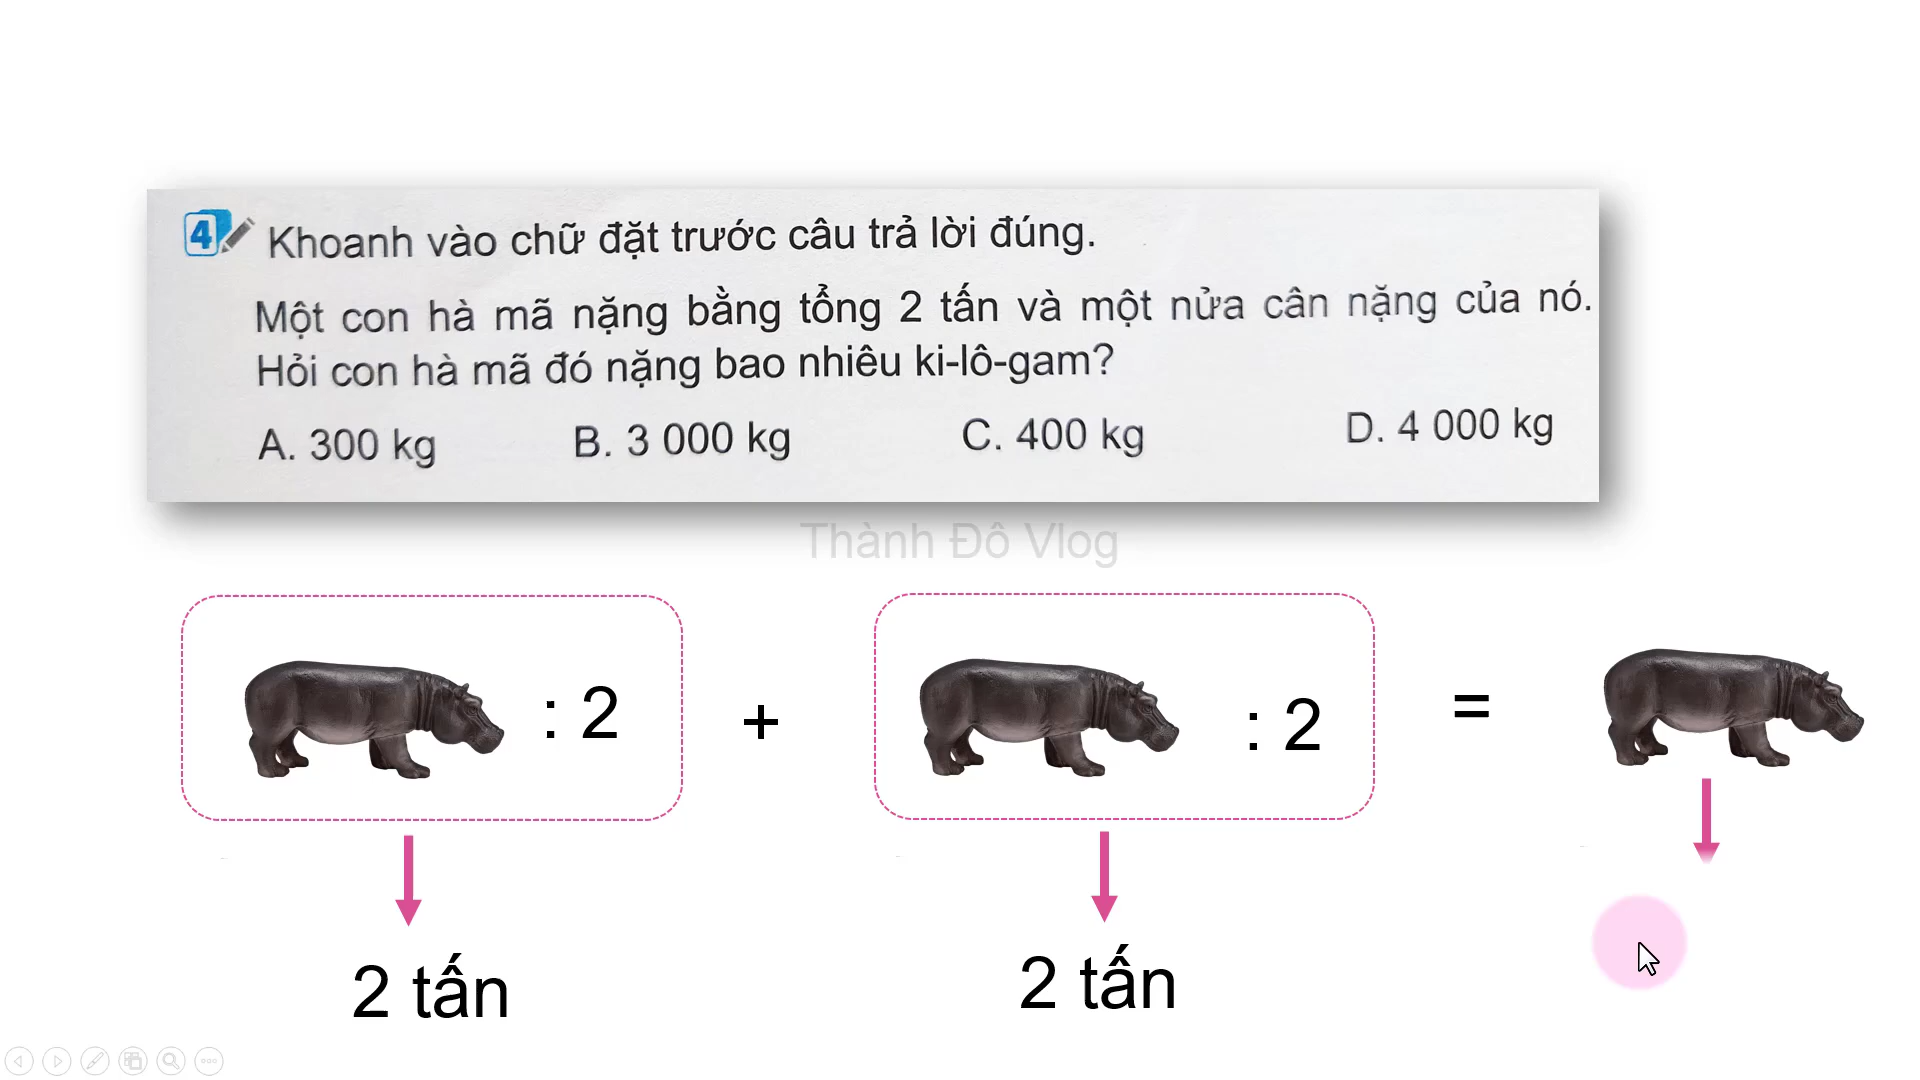 4 Khoanh vào chữ đặt trước câu trả lời đúng.
Một con hà mã nặng bằng tổng 2 tấn và một nửa cân nặng của nó.
Hỏi con hà mã đó nặng bao nhiêu ki-lô-gam?
A. 300 kg B. 3 000 kg C. 400 kg D. 4 000 kg
Thành Đô Vlog
: 2 + : 2 =
2 tấn 2 tấn